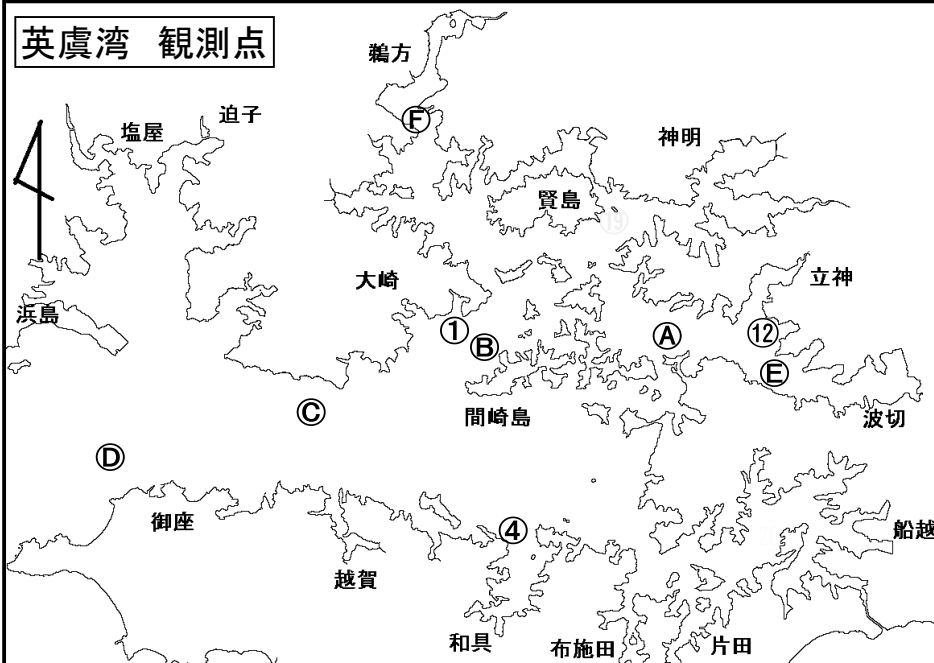 英虞湾　観測点
鵜方
Ⓕ
迫子
塩屋
神明
賢島
⑲
大崎
立神
浜島
①
Ⓑ
Ⓐ
⑫
Ⓔ
間崎島
波切
Ⓒ
Ⓓ
御座
④
船越
越賀
和具
布施田
片田